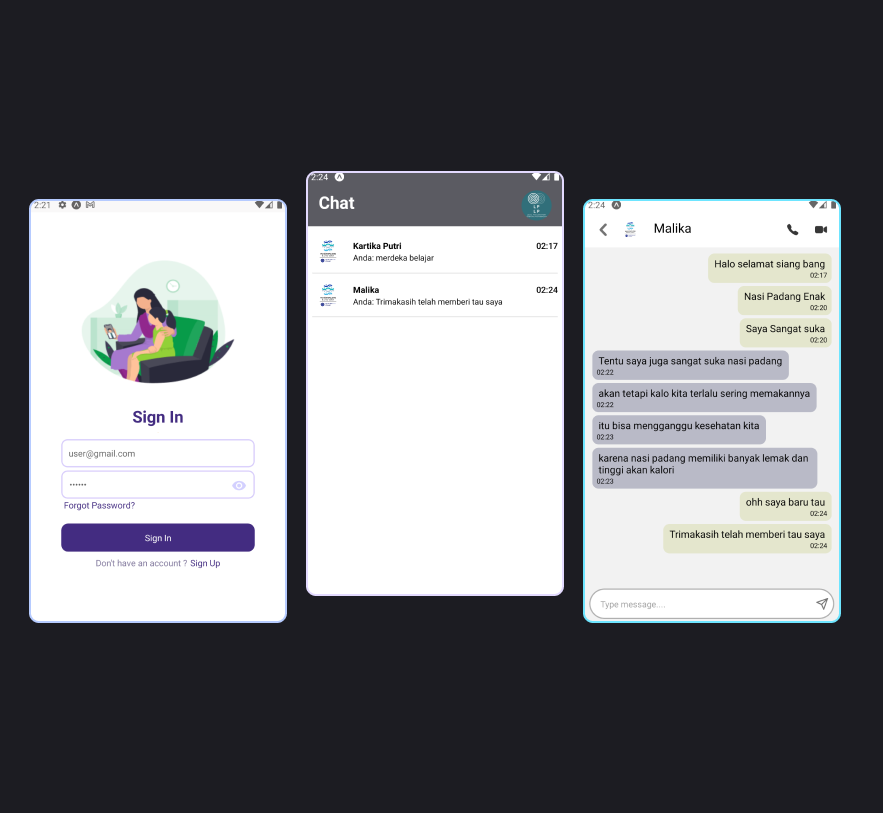 2:21
Sign In
user@gmail.com
••••••
Forgot Password?
Sign In
Don't have an account ? Sign Up
2:24
Chat
LP
LP
Kartika Putri
02:17
Anda: merdeka belajar
Malika
02:24
Anda: Trimakasih telah memberi tau saya
2:24
Malika
Halo selamat siang bang
02:17
Nasi Padang Enak
02:20
Saya Sangat suka
02:20
Tentu saya juga sangat suka nasi padang
02:22
akan tetapi kalo kita terlalu sering memakannya
02:22
itu bisa mengganggu kesehatan kita
02:23
karena nasi padang memiliki banyak lemak dan
tinggi akan kalori
02:23
ohh saya baru tau
02:24
Trimakasih telah memberi tau saya
02:24
Type message....